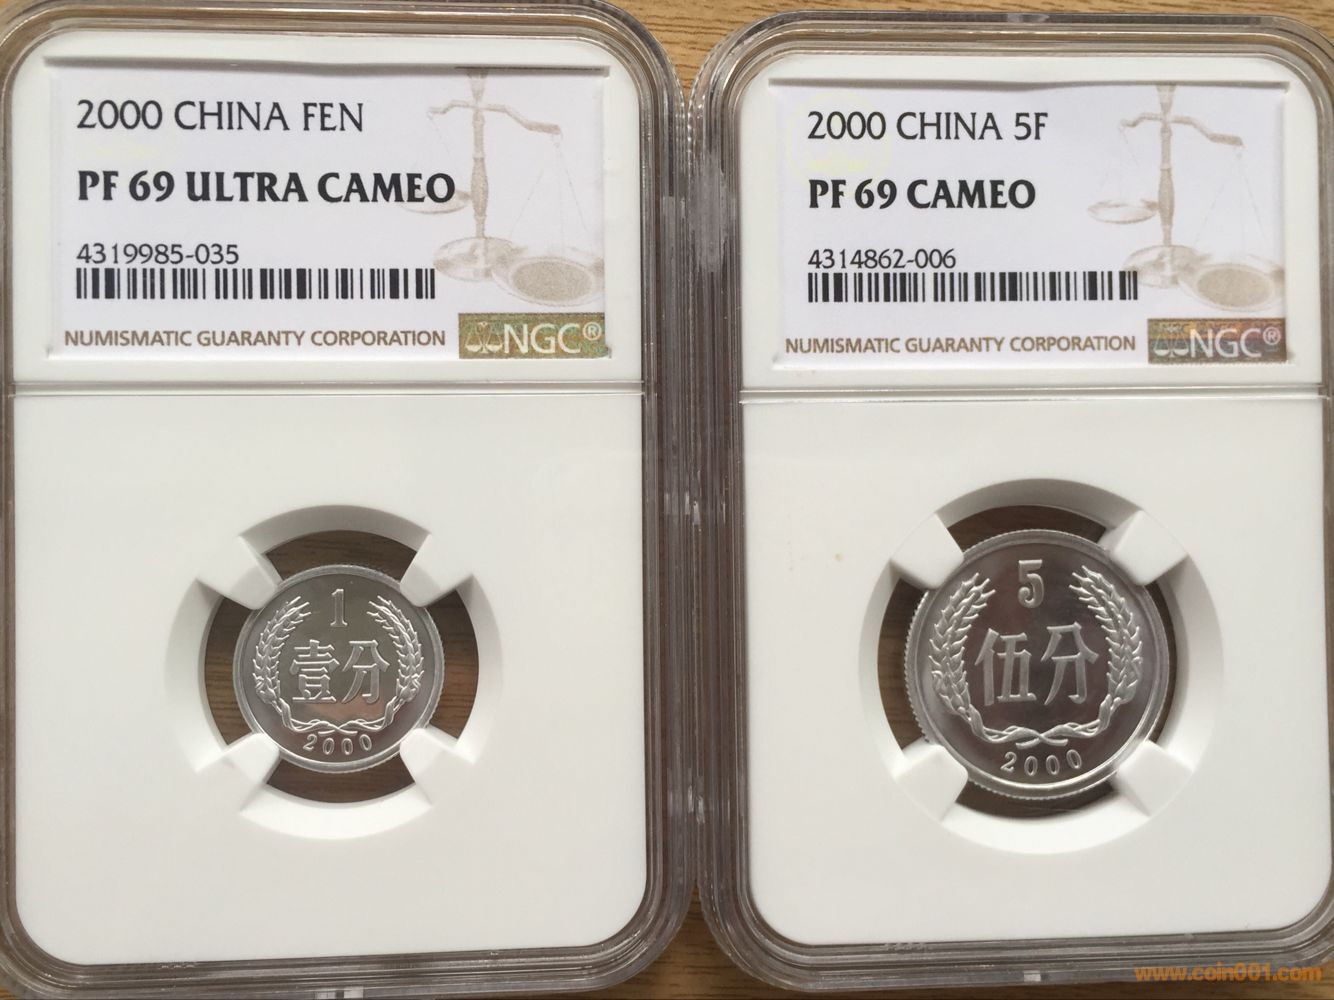 2000 CHINA FEN
PF 69 ULTRA CAMEO
4319985-035
NUMISMATIC GUARANTY CORPORATION
NGC®
1
壹分
2000
2000 CHINA 5F
PF 69 CAMEO
4314862-006
NUMISMATIC GUARANTY CORPORATION
NGC®
5
伍分
2000
www.coin001.com